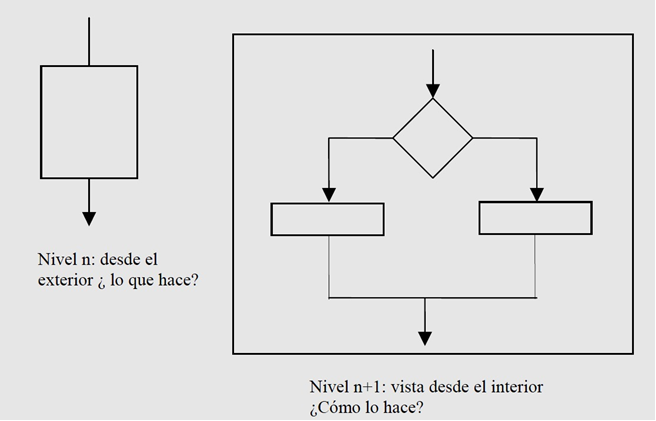 Nivel n: desde el
exterior ¿ lo que hace?
Nivel n+1: vista desde el interior
¿Cómo lo hace?